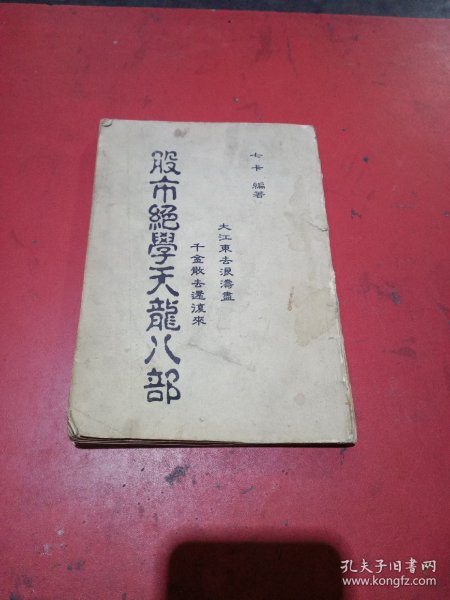 七卡 編著
大江東去浪濤盡
千金散去還復來
股市絕學天龍八部
孔夫子旧书网
www.kongfz.com